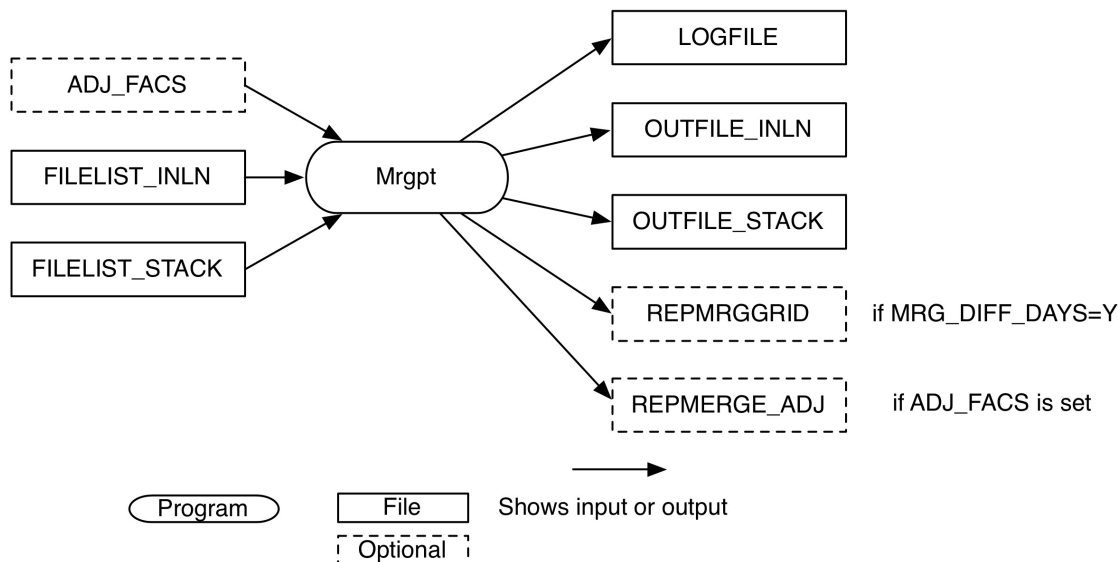 LOGFILE
ADJ_FACS
OUTFILE_INLN
FILELIST_INLN
Mrgpt
OUTFILE_STACK
FILELIST_STACK
REPMRGGRID
if MRG_DIFF_DAYS=Y
REPMERGE_ADJ
if ADJ_FACS is set
Program
File
Shows input or output
Optional